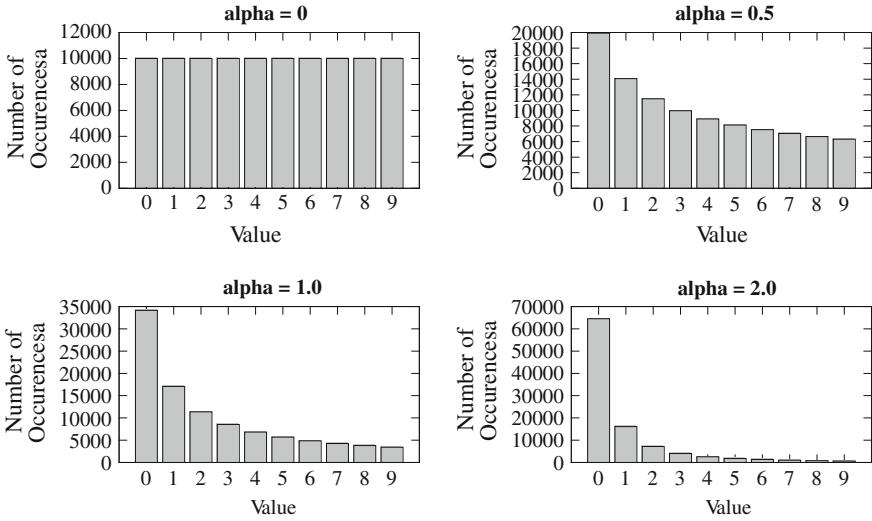 alpha = 0
12000
10000
8000
6000
4000
2000
0
Number of
Occurencesa
0 1 2 3 4 5 6 7 8 9
Value
alpha = 0.5
20000
18000
16000
14000
12000
10000
8000
6000
4000
2000
0
Number of
Occurencesa
0 1 2 3 4 5 6 7 8 9
Value
alpha = 1.0
35000
30000
25000
20000
15000
10000
5000
0
Number of
Occurencesa
0 1 2 3 4 5 6 7 8 9
Value
alpha = 2.0
70000
60000
50000
40000
30000
20000
10000
0
Number of
Occurencesa
0 1 2 3 4 5 6 7 8 9
Value